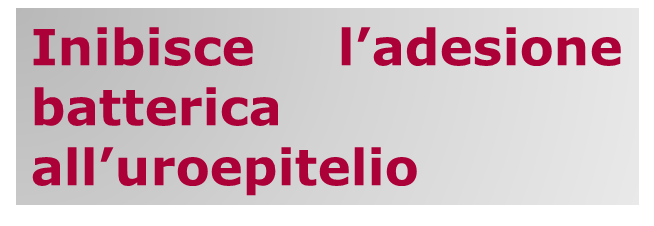 Inibisce l’adesione
batterica
all’uroepitelio